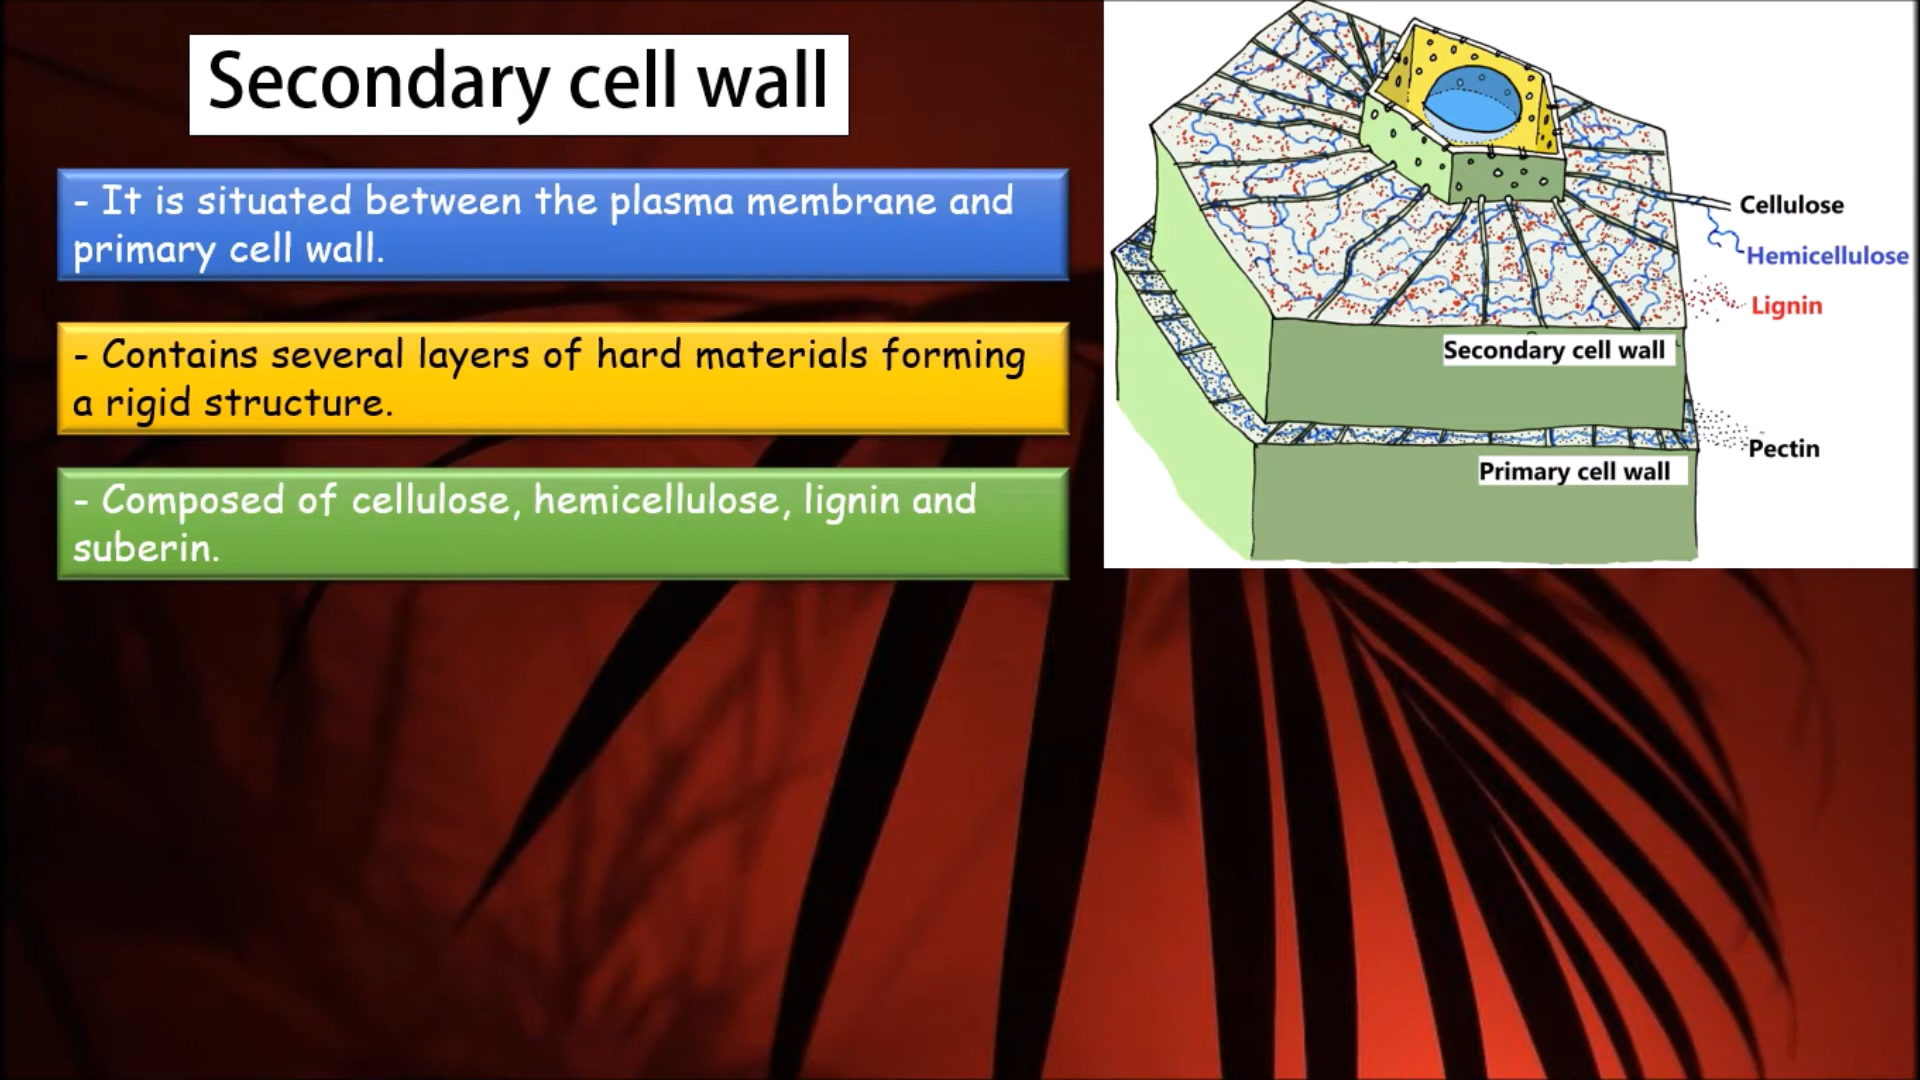 Secondary cell wall
- It is situated between the plasma membrane and
primary cell wall.
- Contains several layers of hard materials forming
a rigid structure.
- Composed of cellulose, hemicellulose, lignin and
suberin.
Cellulose
Hemicellulose
Lignin
Secondary cell wall
Pectin
Primary cell wall